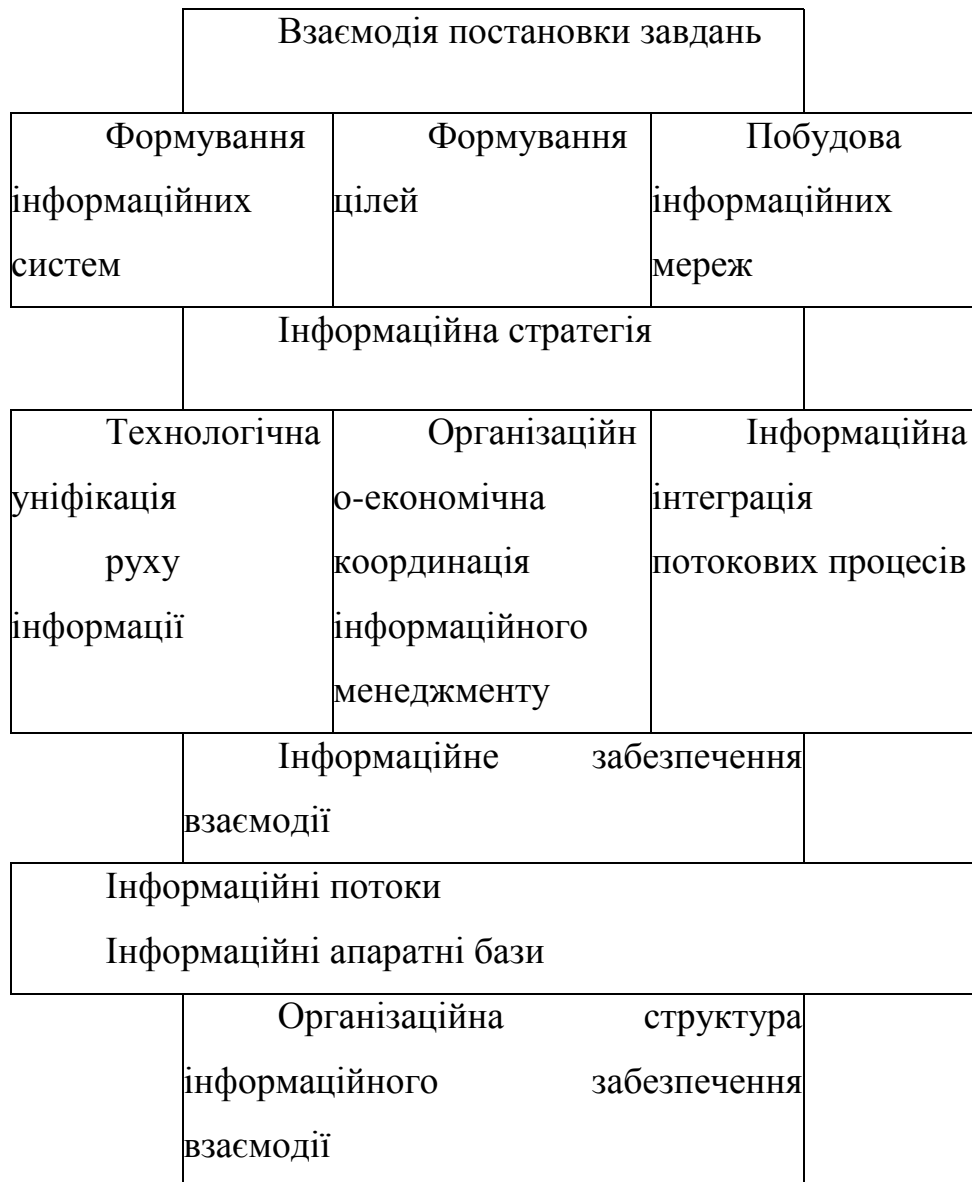 Взаємодія постановки завдань
Формування
інформаційних
систем
Формування
цілей
Побудова
інформаційних
мереж
Інформаційна стратегія
Технологічна
уніфікація
руху
інформації
Організаційн
о-економічна
координація
інформаційного
менеджменту
Інформаційна
інтеграція
потокових процесів
Інформаційне забезпечення
взаємодії
Інформаційні потоки
Інформаційні апаратні бази
Організаційна структура
інформаційного забезпечення
взаємодії